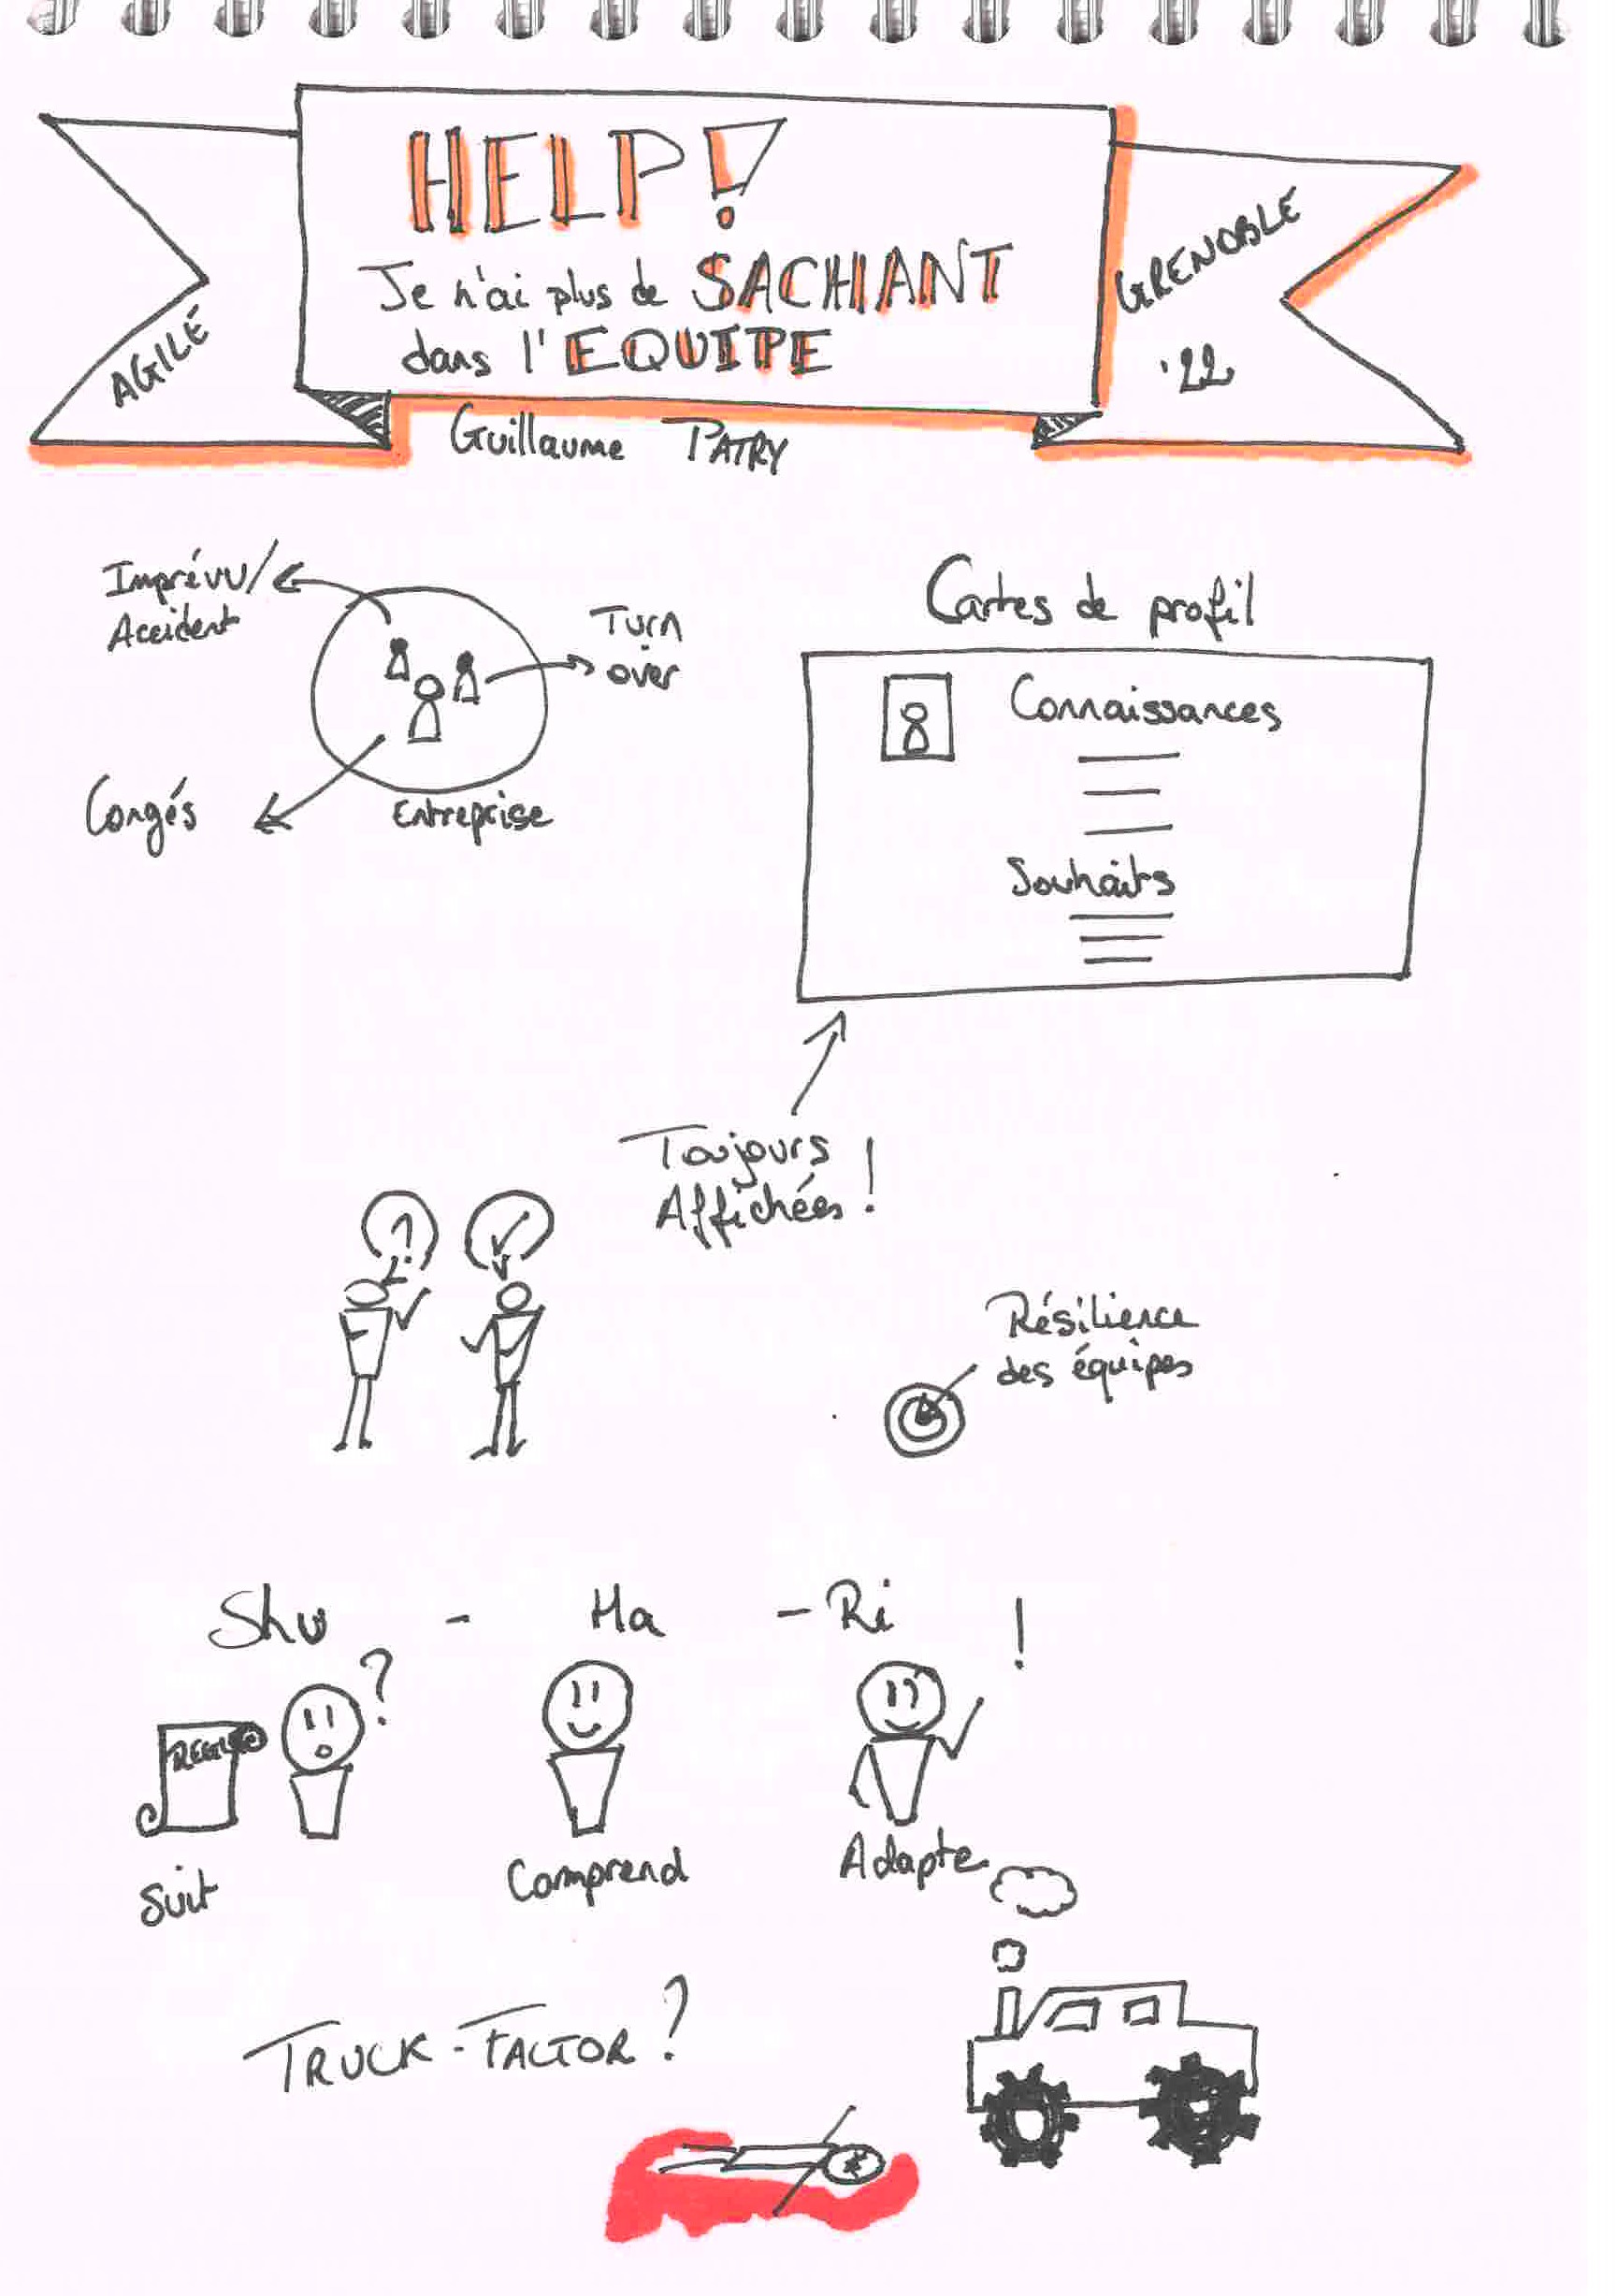 HELP!
Je n'ai plus de SACHANT
dans l'EQUIPE
AGILE
GRENOBLE
'22
Guillaume PATRY
Imprévu/
Accident
Turn
over
Congés
Entreprise
Cartes de profil
Connaissances
Souhaits
Toujours
Affichées !
?
Résilience
des équipes
Shu - Ha - Ri !
?
REGLES
Suit
Comprend
Adapte
TRUCK-FACTOR ?